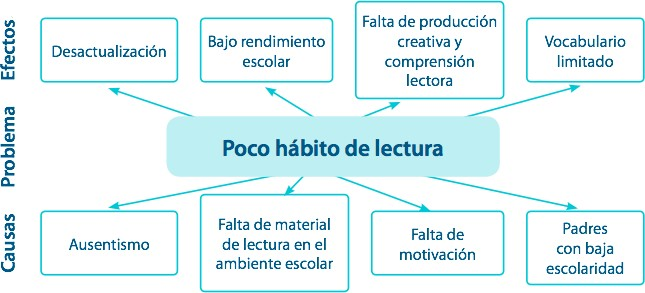 Efectos
Desactualización
Bajo rendimiento
escolar
Falta de producción
creativa y
comprensión
lectora
Vocabulario
limitado
Problema
Poco hábito de lectura
Causas
Ausentismo
Falta de material
de lectura en el
ambiente escolar
Falta de
motivación
Padres
con baja
escolaridad